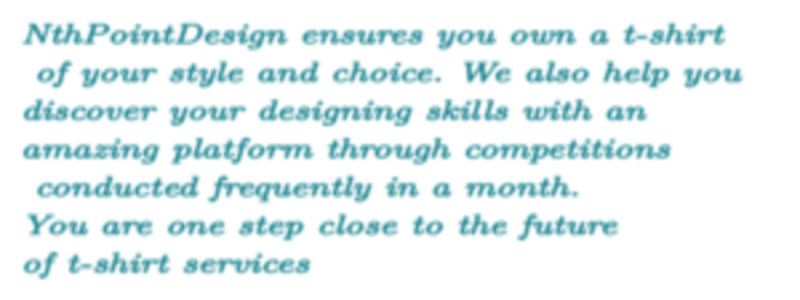 NthPointDesign ensures you own a t-shirt
of your style and choice. We also help you
discover your designing skills with an
amazing platform through competitions
conducted frequently in a month.
You are one step close to the future
of t-shirt services